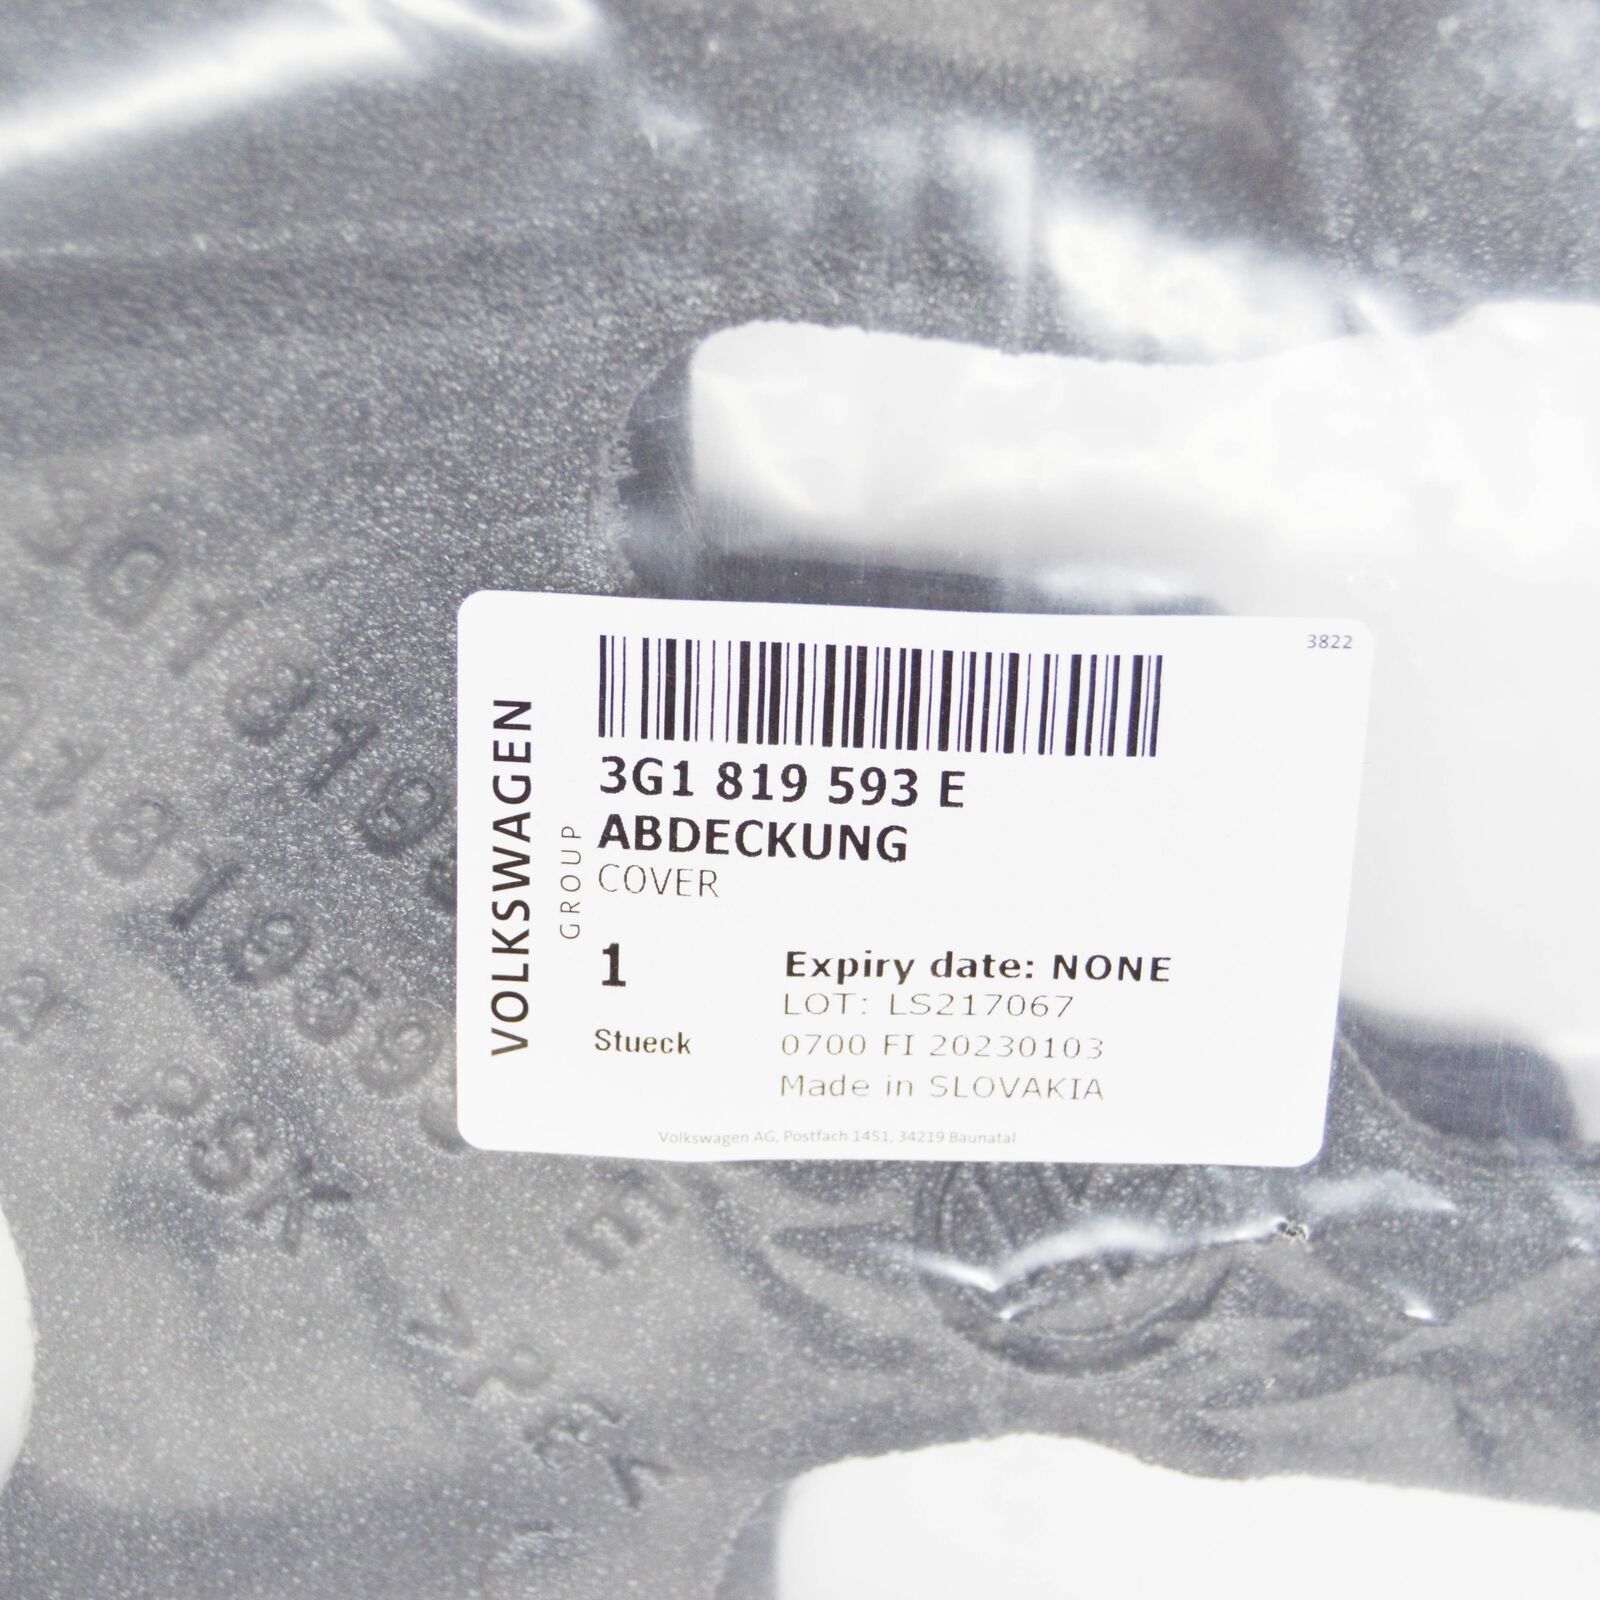 3822
VOLKSWAGEN
GROUP
3G1 819 593 E
ABDECKUNG
COVER
1
Stueck
Expiry date: NONE
LOT: LS217067
0700 FI 20230103
Made in SLOVAKIA
Volkswagen AG, Postfach 1451, 34219 Baunatal